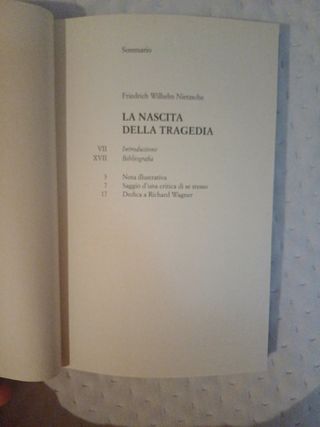 Sommario
Friedrich Wilhelm Nietzsche
LA NASCITA
DELLA TRAGEDIA
VII Introduzione
XVII Bibliografia
3 Nota illustrativa
7 Saggio d'una critica di se stesso
17 Dedica a Richard Wagner